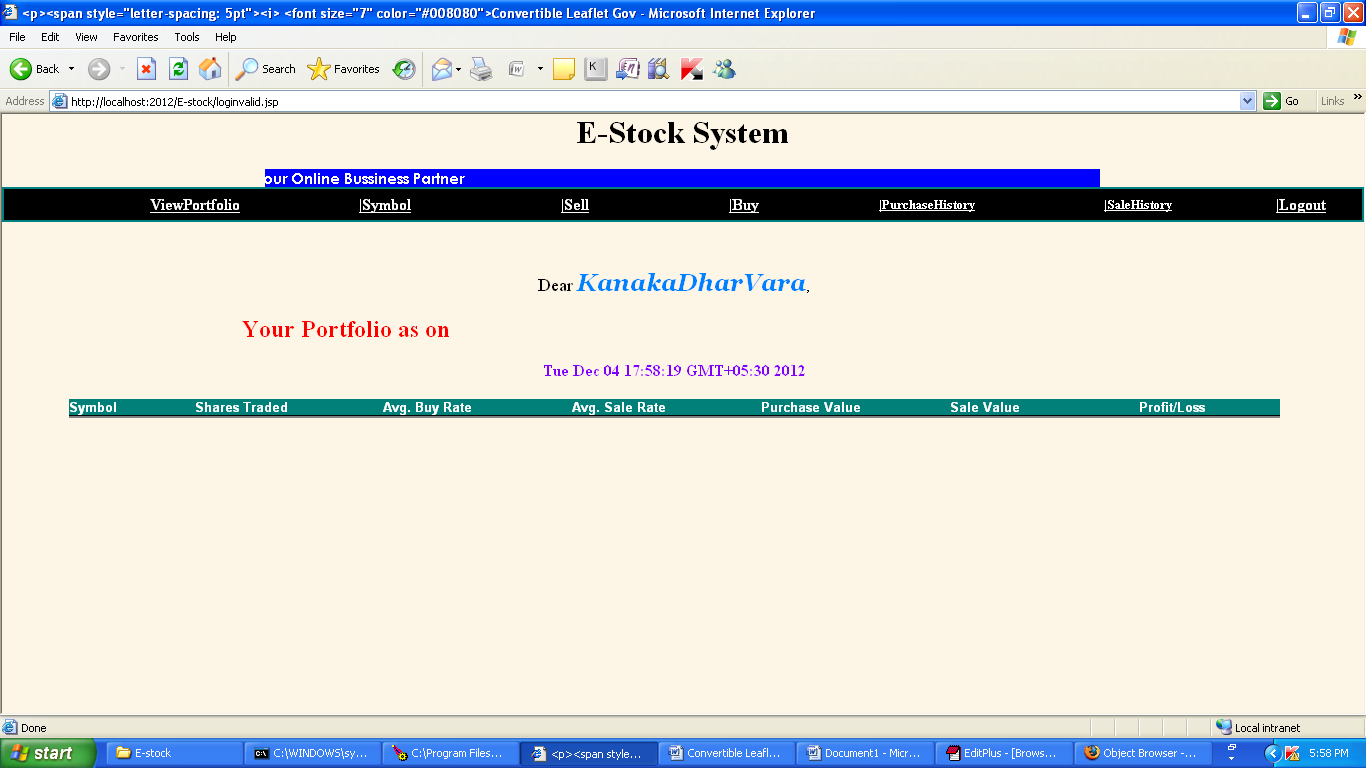 <p><span style="letter-spacing: 5pt"><i> <font size="7" color="#008080">Convertible Leaflet Gov - Microsoft Internet Explorer
File Edit View Favorites Tools Help
Back Search Favorites
Address http://localhost:2012/E-stock/loginvalid.jsp Go Links »
E-Stock System
our Online Bussiness Partner
ViewPortfolio |Symbol |Sell |Buy |PurchaseHistory |SaleHistory |Logout
Dear KanakaDharVara,
Your Portfolio as on
Tue Dec 04 17:58:19 GMT+05:30 2012
Symbol Shares Traded Avg. Buy Rate Avg. Sale Rate Purchase Value Sale Value Profit/Loss
Done Local intranet
start E-stock C:\WINDOWS\sy... C:\Program Files... <p><span style... Convertible Leafl... Document1 - Micr... EditPlus - [Brows... Object Browser -... 5:58 PM